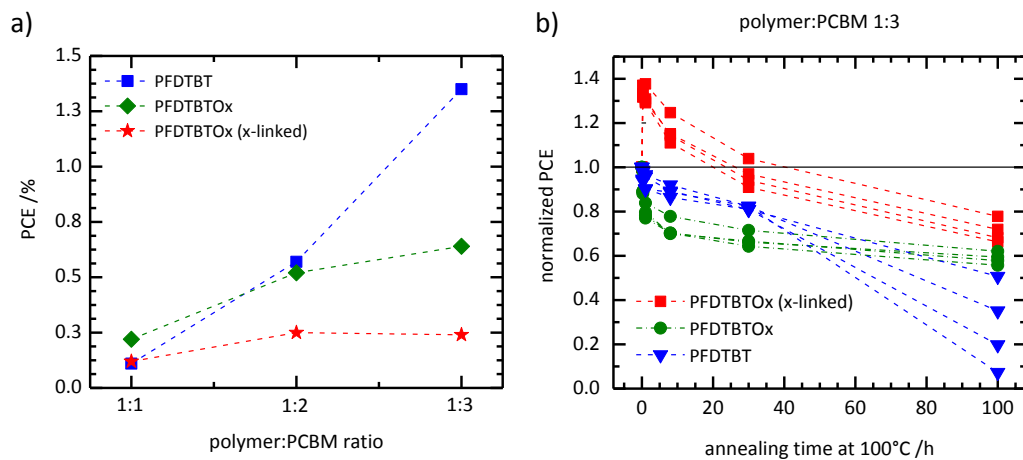 a)
1.5
1.3
1.0
0.8
0.5
0.3
0.0
PCE /%
PFDTBT
PFDTBTOx
PFDTBTOx (x-linked)
1:1
1:2
1:3
polymer:PCBM ratio
b)
polymer:PCBM 1:3
1.4
1.2
1.0
0.8
0.6
0.4
0.2
0.0
normalized PCE
PFDTBTOx (x-linked)
PFDTBTOx
PFDTBT
0
20
40
60
80
100
annealing time at 100°C /h